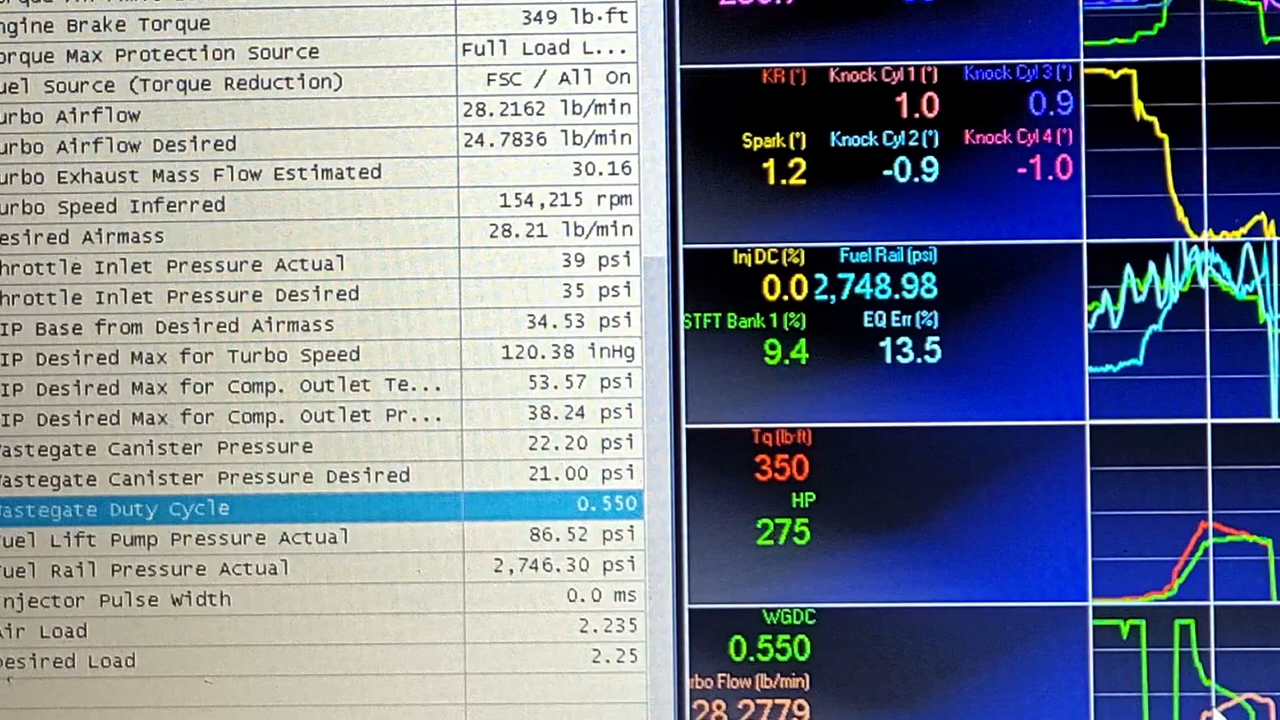 ngine Brake Torque 349 lb·ft
orque Max Protection Source Full Load L...
uel Source (Torque Reduction) FSC / All On
urbo Airflow 28.2162 lb/min
urbo Airflow Desired 24.7836 lb/min
urbo Exhaust Mass Flow Estimated 30.16
urbo Speed Inferred 154,215 rpm
esired Airmass 28.21 lb/min
hrottle Inlet Pressure Actual 39 psi
hrottle Inlet Pressure Desired 35 psi
IP Base from Desired Airmass 34.53 psi
IP Desired Max for Turbo Speed 120.38 inHg
IP Desired Max for Comp. Outlet Te... 53.57 psi
IP Desired Max for Comp. Outlet Pr... 38.24 psi
astegate Canister Pressure 22.20 psi
astegate Canister Pressure Desired 21.00 psi
astegate Duty Cycle 0.550
uel Lift Pump Pressure Actual 86.52 psi
uel Rail Pressure Actual 2,746.30 psi
njector Pulse Width 0.0 ms
Air Load 2.235
Desired Load 2.25
KR (°) Knock Cyl 1 (°) Knock Cyl 3 (°)
1.0 0.9
Spark (°) Knock Cyl 2 (°) Knock Cyl 4 (°)
1.2 -0.9 -1.0
Inj DC (%) Fuel Rail (psi)
0.0 2,748.98
STFT Bank 1 (%) EQ Err (%)
9.4 13.5
Tq (lb·ft)
350
HP
275
WGDC
0.550
rbo Flow (lb/min)
28.2779